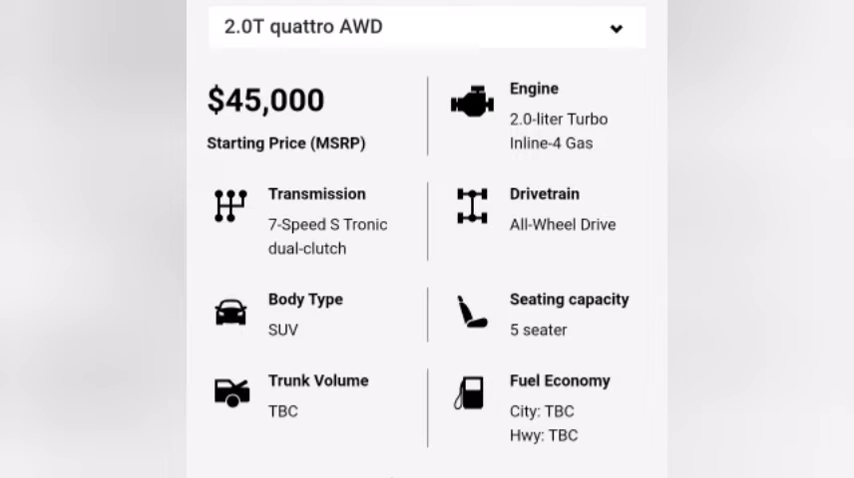 2.0T quattro AWD
$45,000
Starting Price (MSRP)
Engine
2.0-liter Turbo
Inline-4 Gas
Transmission
7-Speed S Tronic
dual-clutch
Drivetrain
All-Wheel Drive
Body Type
SUV
Seating capacity
5 seater
Trunk Volume
TBC
Fuel Economy
City: TBC
Hwy: TBC